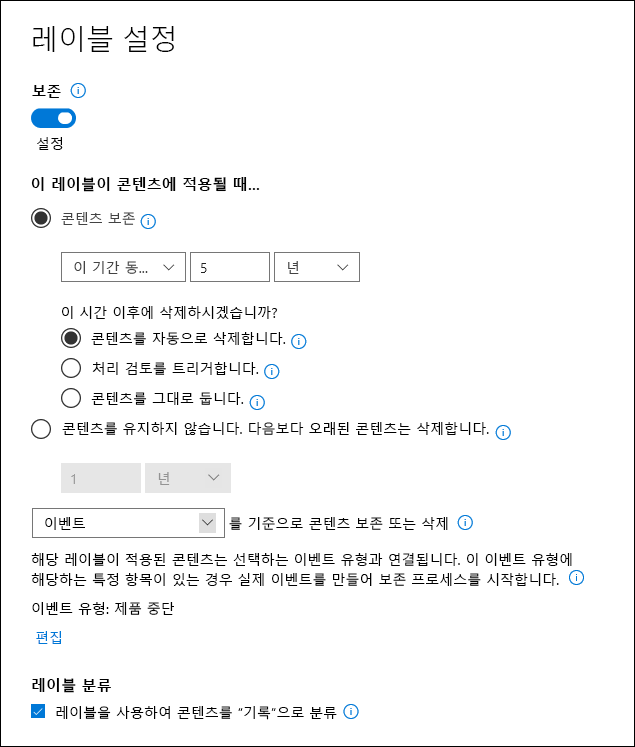 레이블 설정
보존
설정
이 레이블이 콘텐츠에 적용될 때...
콘텐츠 보존
이 기간 동... 5 년
이 시간 이후에 삭제하시겠습니까?
콘텐츠를 자동으로 삭제합니다.
처리 검토를 트리거합니다.
콘텐츠를 그대로 둡니다.
콘텐츠를 유지하지 않습니다. 다음보다 오래된 콘텐츠는 삭제합니다.
1 년
이벤트 를 기준으로 콘텐츠 보존 또는 삭제
해당 레이블이 적용된 콘텐츠는 선택하는 이벤트 유형과 연결됩니다. 이 이벤트 유형에
해당하는 특정 항목이 있는 경우 실제 이벤트를 만들어 보존 프로세스를 시작합니다.
이벤트 유형: 제품 중단
편집
레이블 분류
레이블을 사용하여 콘텐츠를 "기록"으로 분류